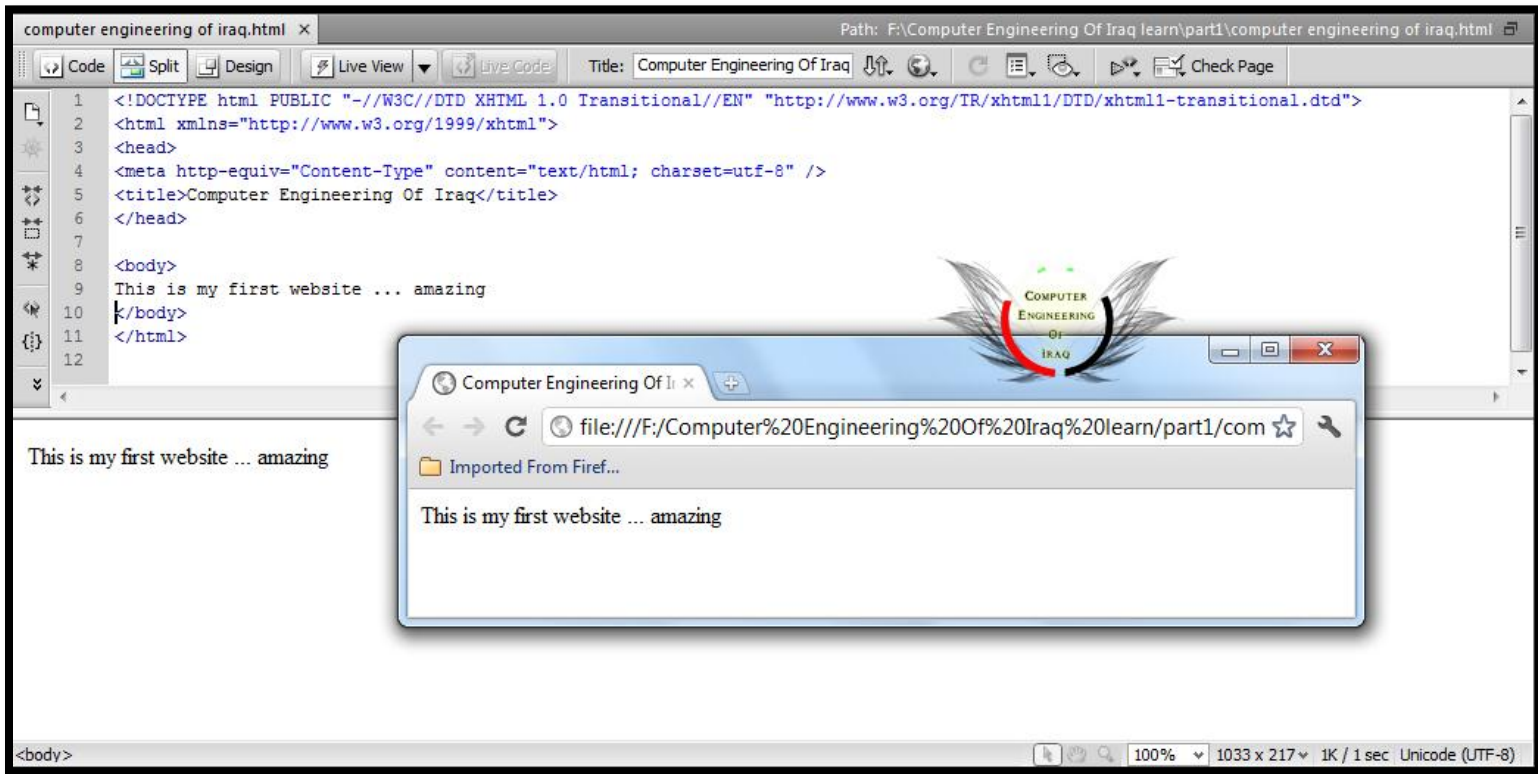 computer engineering of iraq.html ×
Path: F:\Computer Engineering Of Iraq learn\part1\computer engineering of iraq.html
Code Split Design Live View Live Code Title: Computer Engineering Of Iraq Check Page
1 <!DOCTYPE html PUBLIC "-//W3C//DTD XHTML 1.0 Transitional//EN" "http://www.w3.org/TR/xhtml1/DTD/xhtml1-transitional.dtd">
2 <html xmlns="http://www.w3.org/1999/xhtml">
3 <head>
4 <meta http-equiv="Content-Type" content="text/html; charset=utf-8" />
5 <title>Computer Engineering Of Iraq</title>
6 </head>
7
8 <body>
9 This is my first website ... amazing
10 </body>
11 </html>
12
COMPUTER
ENGINEERING
OF
IRAQ
Computer Engineering Of Ir ×
file:///F:/Computer%20Engineering%20Of%20Iraq%20learn/part1/com
Imported From Firef...
This is my first website ... amazing
This is my first website ... amazing
<body>
100% 1033 x 217 1K / 1 sec Unicode (UTF-8)